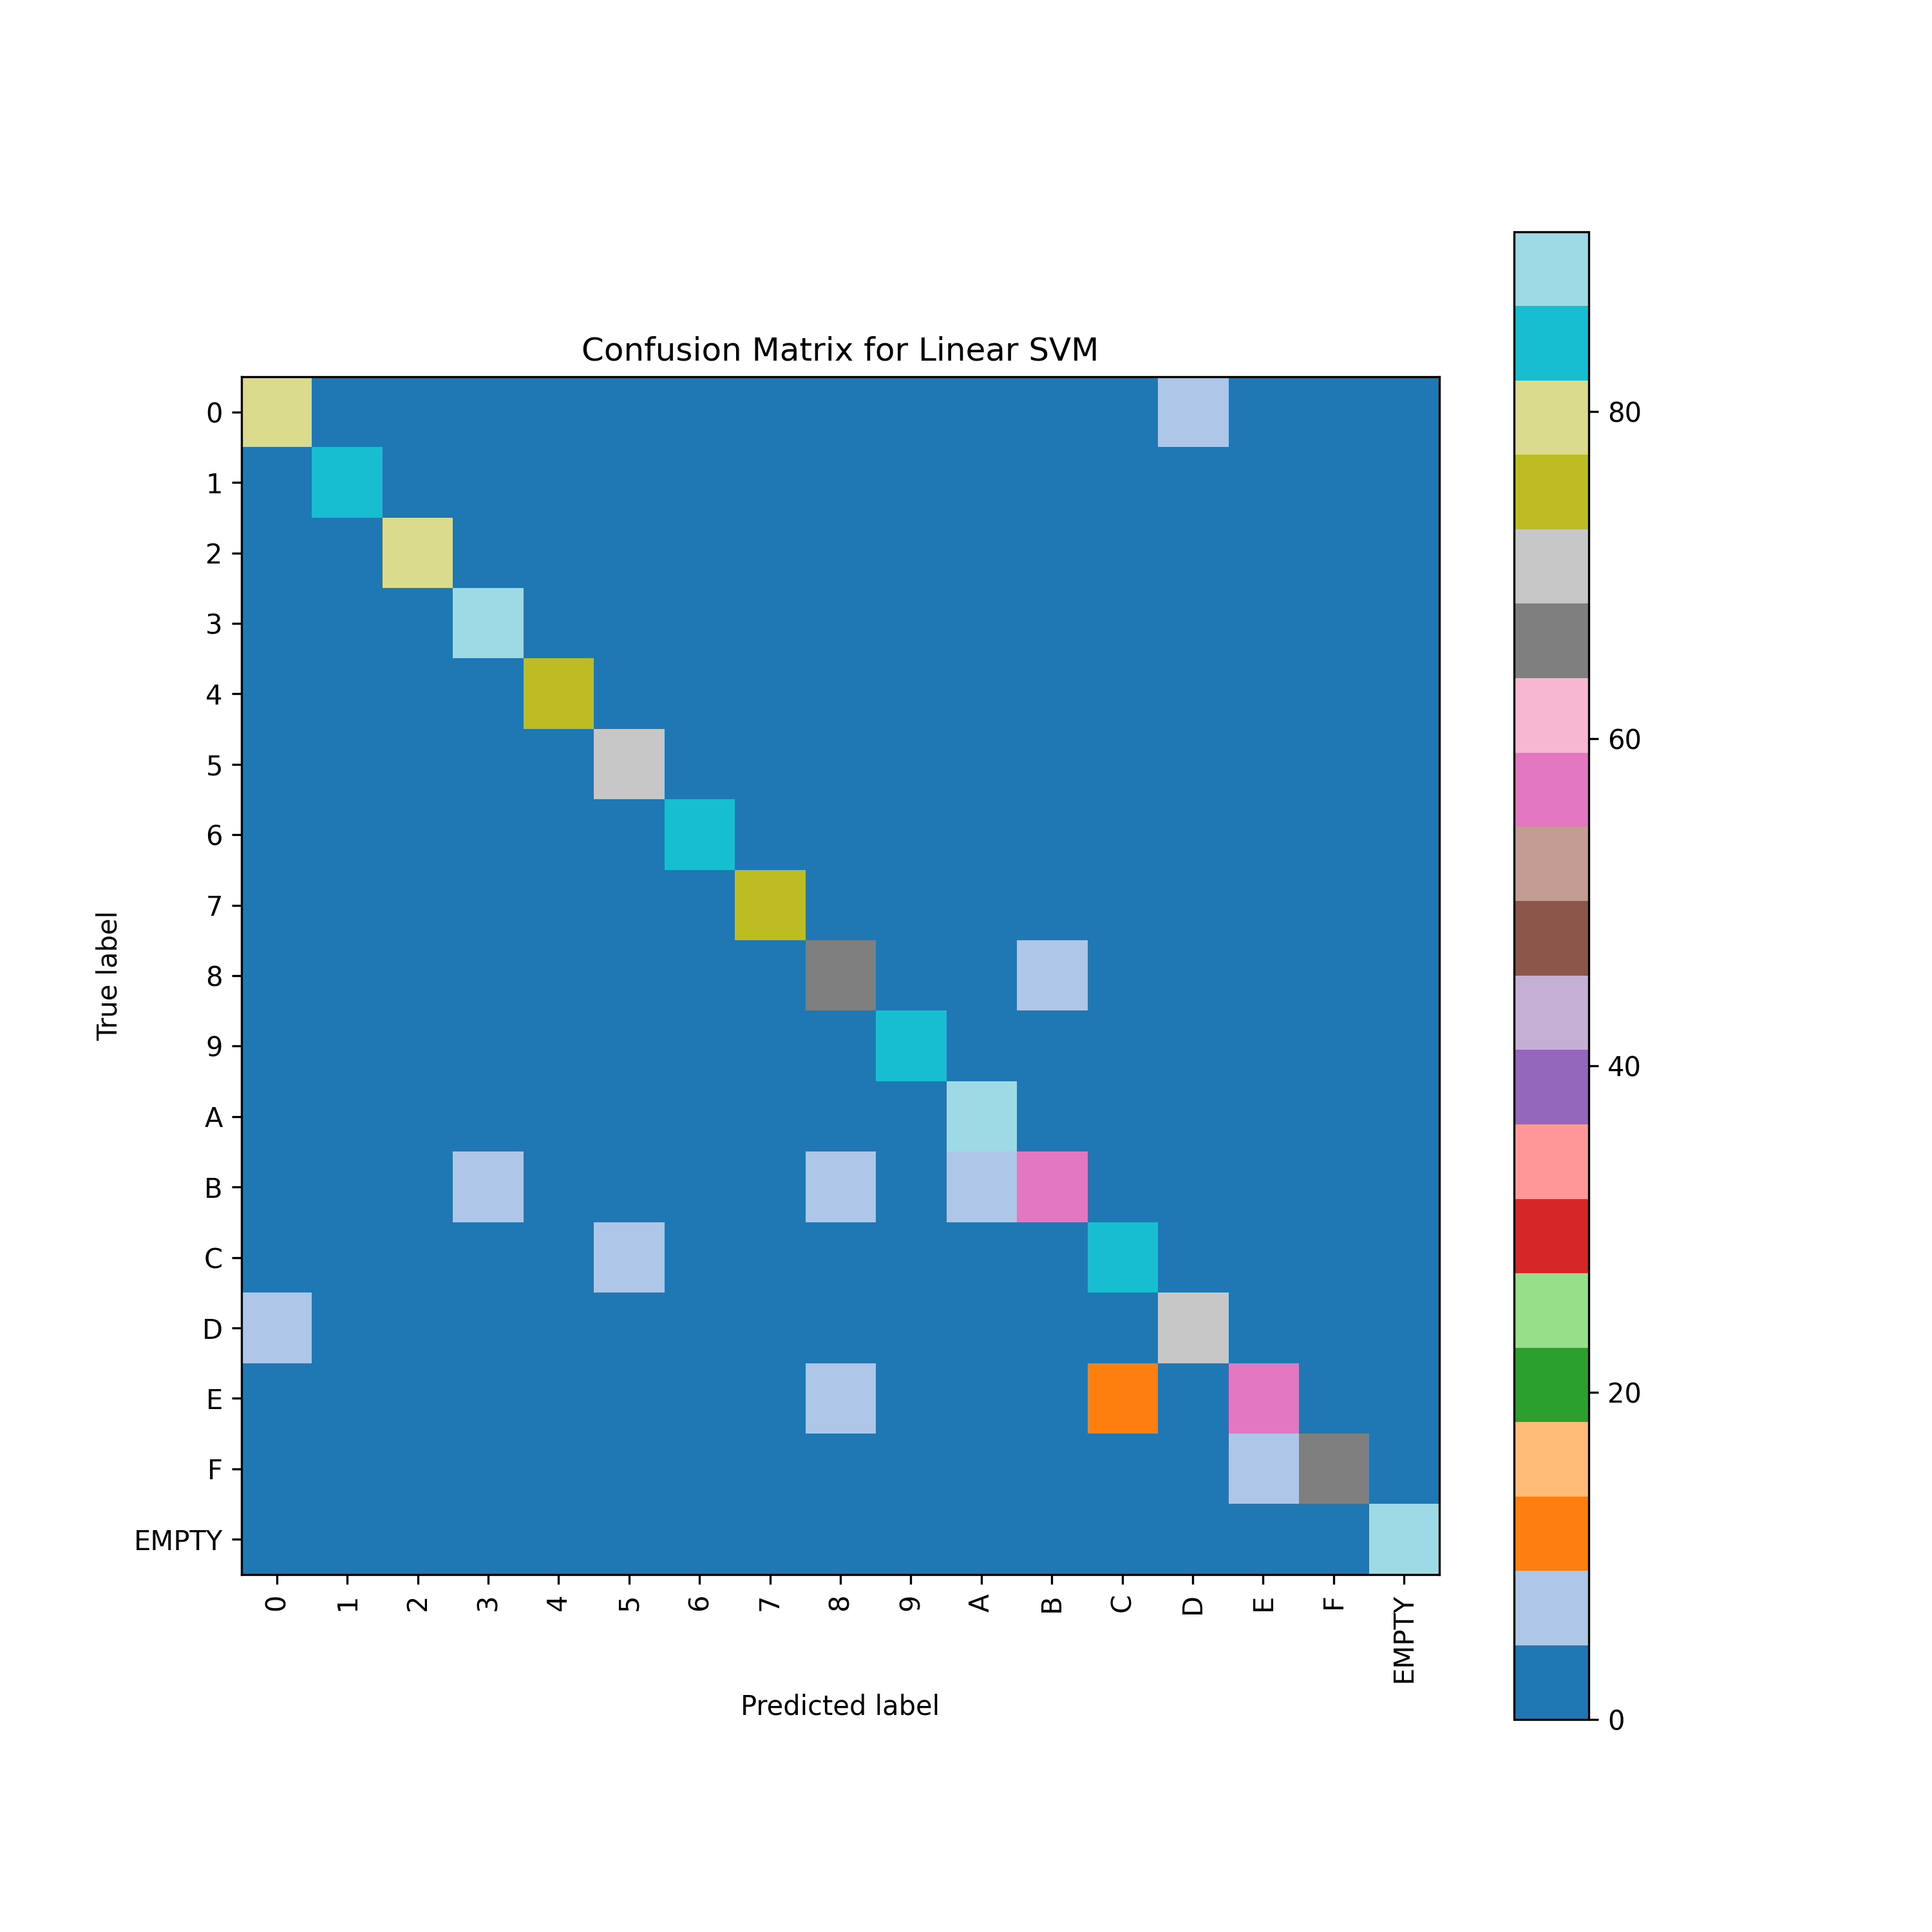 Confusion Matrix for Linear SVM
True label
0
1
2
3
4
5
6
7
8
9
A
B
C
D
E
F
EMPTY
0 1 2 3 4 5 6 7 8 9 A B C D E F EMPTY
Predicted label
80
60
40
20
0